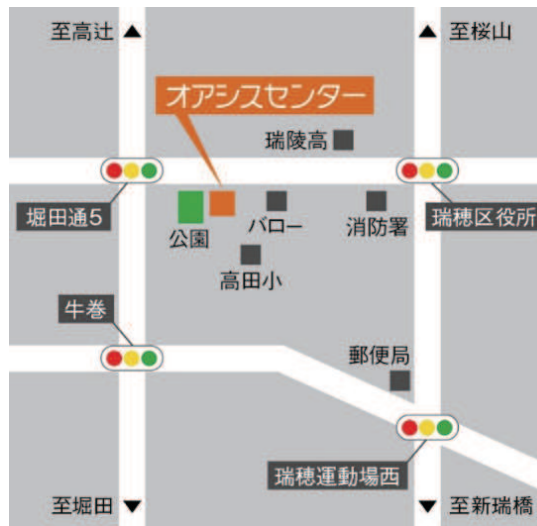 至高辻▲
▲至桜山
オアシスセンター
瑞陵高
堀田通5
公園
バロー
消防署
瑞穂区役所
高田小
牛巻
郵便局
瑞穂運動場西
至堀田▼
▼至新瑞橋